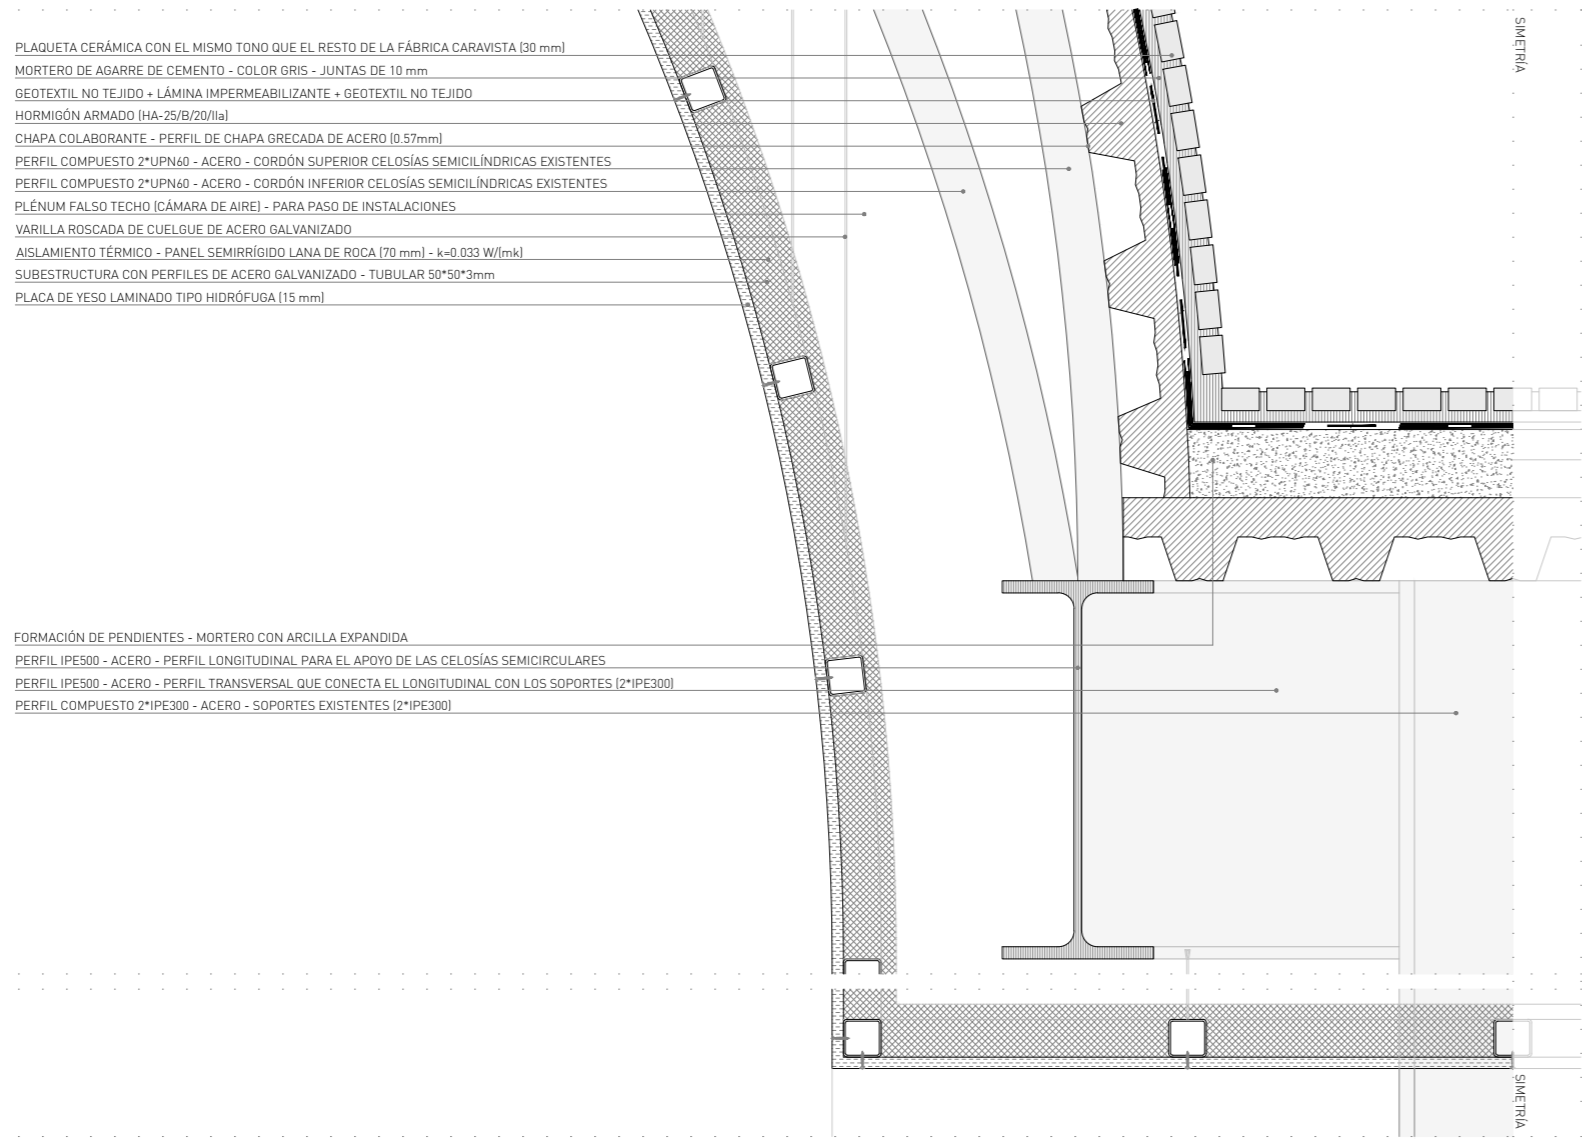 PLAQUETA CERÁMICA CON EL MISMO TONO QUE EL RESTO DE LA FÁBRICA CARAVISTA (30 mm)
MORTERO DE AGARRE DE CEMENTO - COLOR GRIS - JUNTAS DE 10 mm
GEOTEXTIL NO TEJIDO + LÁMINA IMPERMEABILIZANTE + GEOTEXTIL NO TEJIDO
HORMIGÓN ARMADO (HA-25/B/20/IIa)
CHAPA COLABORANTE - PERFIL DE CHAPA GRECADA DE ACERO (0.57mm)
PERFIL COMPUESTO 2*UPN60 - ACERO - CORDÓN SUPERIOR CELOSÍAS SEMICILÍNDRICAS EXISTENTES
PERFIL COMPUESTO 2*UPN60 - ACERO - CORDÓN INFERIOR CELOSÍAS SEMICILÍNDRICAS EXISTENTES
PLÉNUM FALSO TECHO (CÁMARA DE AIRE) - PARA PASO DE INSTALACIONES
VARILLA ROSCADA DE CUELGUE DE ACERO GALVANIZADO
AISLAMIENTO TÉRMICO - PANEL SEMIRRÍGIDO LANA DE ROCA (70 mm) - k=0.033 W/(mk)
SUBESTRUCTURA CON PERFILES DE ACERO GALVANIZADO - TUBULAR 50*50*3mm
PLACA DE YESO LAMINADO TIPO HIDRÓFUGA (15 mm)
SIMETRÍA
FORMACIÓN DE PENDIENTES - MORTERO CON ARCILLA EXPANDIDA
PERFIL IPE500 - ACERO - PERFIL LONGITUDINAL PARA EL APOYO DE LAS CELOSÍAS SEMICIRCULARES
PERFIL IPE500 - ACERO - PERFIL TRANSVERSAL QUE CONECTA EL LONGITUDINAL CON LOS SOPORTES (2*IPE300)
PERFIL COMPUESTO 2*IPE300 - ACERO - SOPORTES EXISTENTES (2*IPE300)
SIMETRÍA